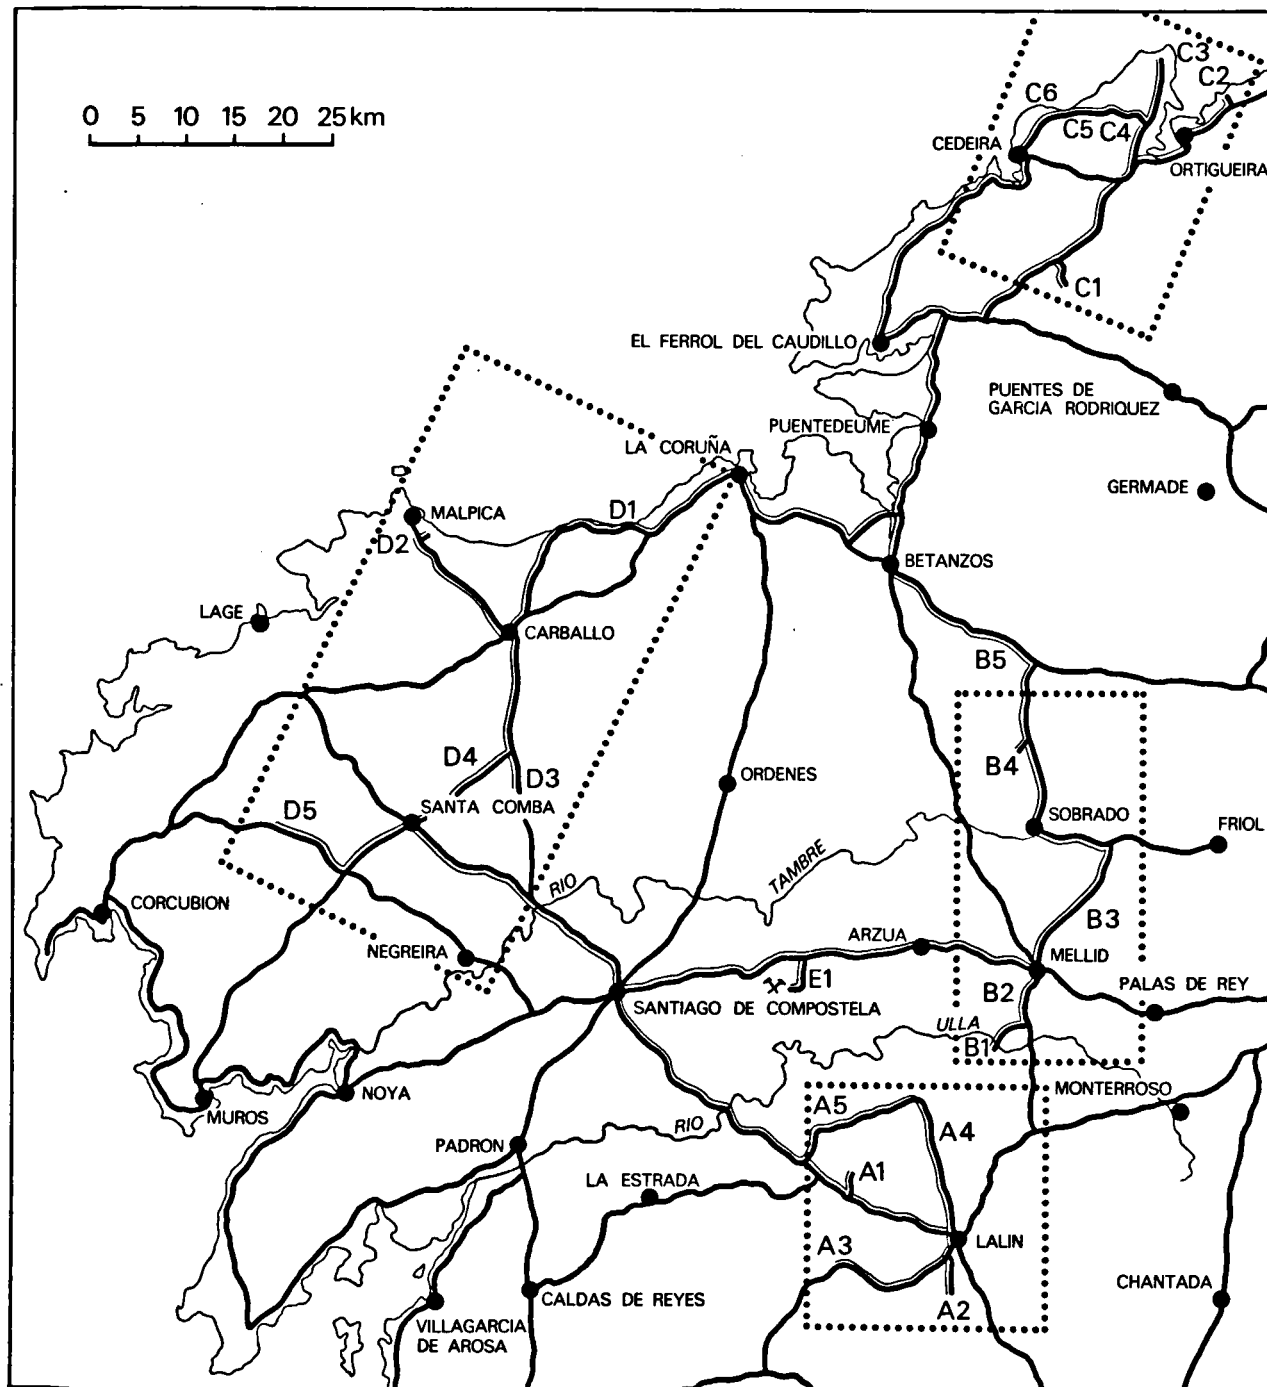 C3
C2
0 5 10 15 20 25 km
C6
C5 C4
CEDEIRA
ORTIGUEIRA
C1
EL FERROL DEL CAUDILLO
PUENTES DE
GARCIA RODRIQUEZ
PUENTEDEUME
LA CORUÑA
GERMADE
MALPICA
D1
D2
BETANZOS
LAGE
CARBALLO
B5
D4
D3
B4
ORDENES
SANTA COMBA
D5
SOBRADO
FRIOL
TAMBRE
RIO
CORCUBION
B3
ARZUA
NEGREIRA
MELLID
E1
B2
PALAS DE REY
SANTIAGO DE COMPOSTELA
ULLA
B1
MONTERROSO
NOYA
MUROS
A5
RIO
A4
PADRON
A1
LA ESTRADA
A3
LALIN
CHANTADA
CALDAS DE REYES
A2
VILLAGARCIA
DE AROSA